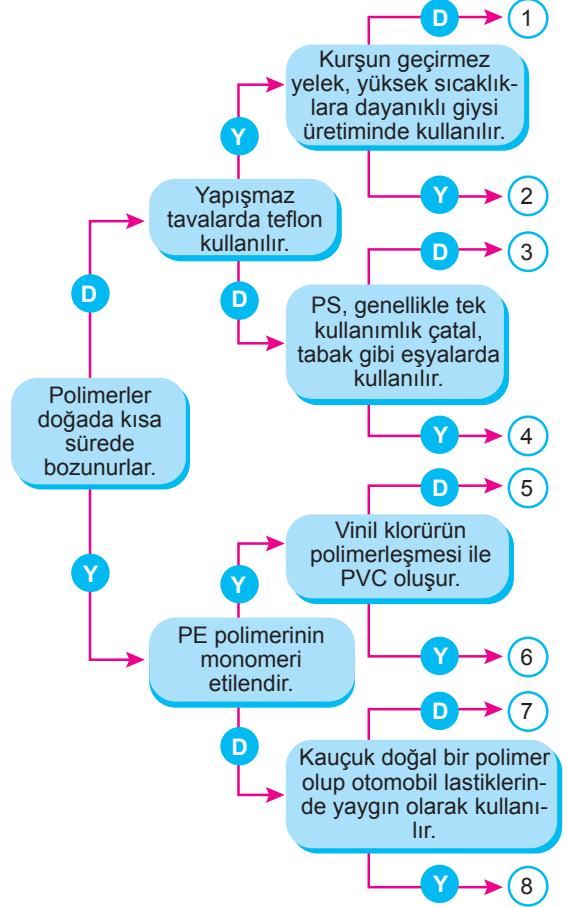 D
1
Kurşun geçirmez
yelek, yüksek sıcaklık-
lara dayanıklı giysi
üretiminde kullanılır.
Y
Y
2
Yapışmaz
tavalarda teflon
kullanılır.
D
3
D
D
PS, genellikle tek
kullanımlık çatal,
tabak gibi eşyalarda
kullanılır.
Polimerler
doğada kısa
sürede
bozunurlar.
Y
4
D
5
Vinil klorürün
polimerleşmesi ile
PVC oluşur.
Y
Y
PE polimerinin
monomeri
etilendir.
Y
6
D
7
D
Kauçuk doğal bir polimer
olup otomobil lastiklerin-
de yaygın olarak kullanı-
lır.
Y
8